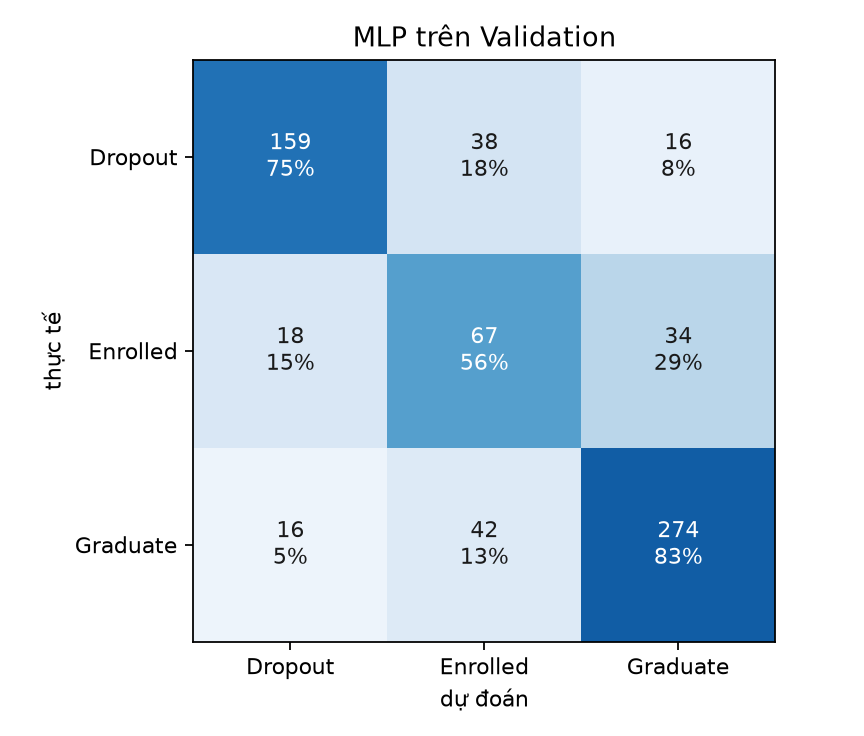 MLP trên Validation
Dropout
159
75%
38
18%
16
8%
thực tế
Enrolled
18
15%
67
56%
34
29%
Graduate
16
5%
42
13%
274
83%
Dropout
Enrolled
Graduate
dự đoán